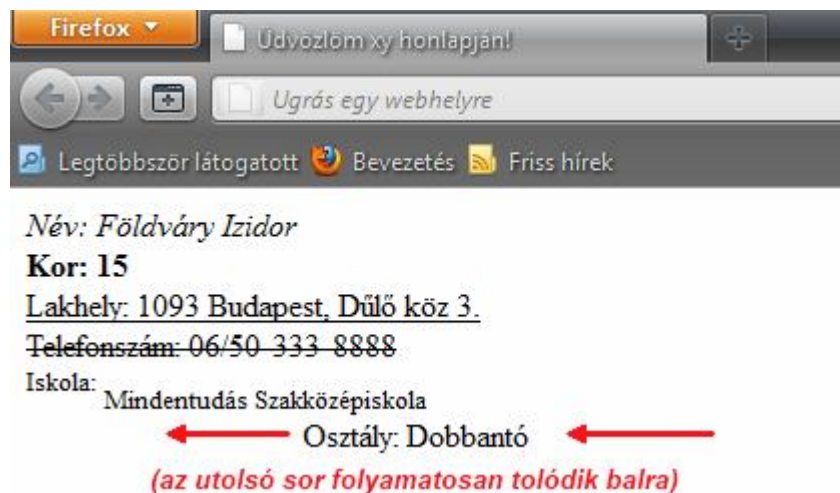 Firefox
Üdvözlöm xy honlapján!
Ugrás egy webhelyre
Legtöbbször látogatott Bevezetés Friss hírek
Név: Földváry Izidor
Kor: 15
Lakhely: 1093 Budapest, Dűlő köz 3.
Telefonszám: 06/50-333-8888
Iskola: Mindentudás Szakközépiskola
Osztály: Dobbantó
(az utolsó sor folyamatosan tolódik balra)